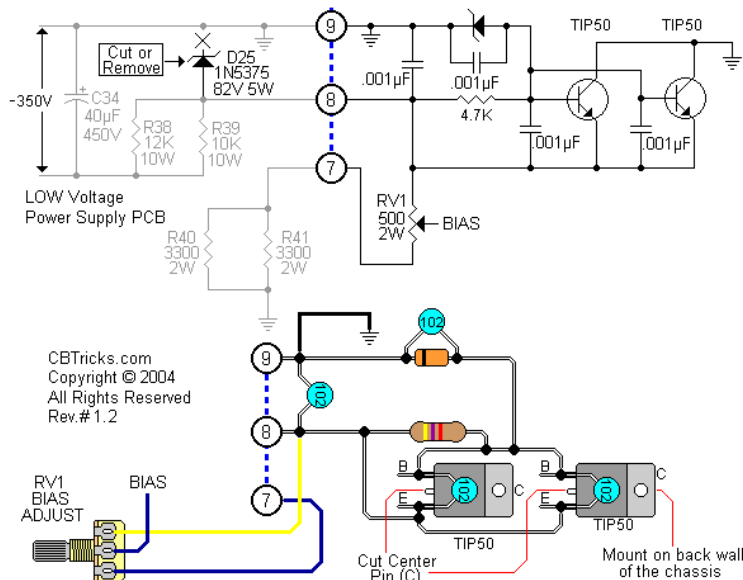 TIP50
TIP50
9
Cut or
Remove
D25
1N5375
82V 5W
.001µF
.001µF
-350V
+
C34
40µF
450V
8
4.7K
R38
12K
10W
R39
10K
10W
.001µF
.001µF
7
LOW Voltage
Power Supply PCB
RV1
500
2W
BIAS
R40
3300
2W
R41
3300
2W
102
CBTricks.com
Copyright © 2004
All Rights Reserved
Rev.# 1.2
9
102
8
RV1
BIAS
ADJUST
BIAS
7
B
E
102
C
B
E
102
C
TIP50
TIP50
Cut Center
Pin (C)
Mount on back wall
of the chassis